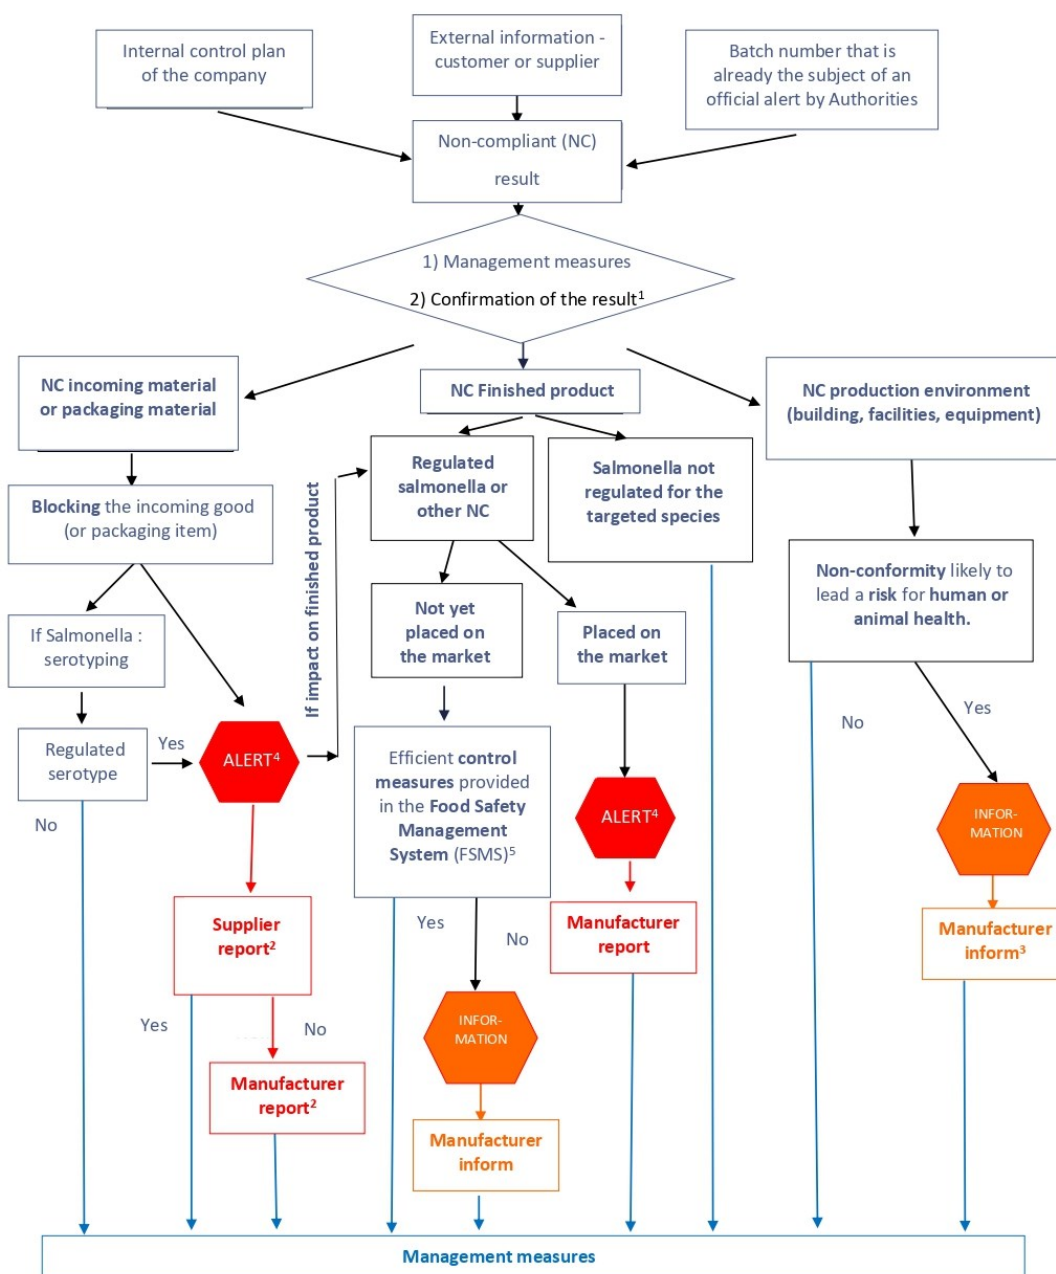 Internal control plan
of the company
External information -
customer or supplier
Batch number that is
already the subject of an
official alert by Authorities
Non-compliant (NC)
result
1) Management measures
2) Confirmation of the result¹
NC incoming material
or packaging material
NC Finished product
NC production environment
(building, facilities, equipment)
Blocking the incoming good
(or packaging item)
If impact on finished product
Regulated
salmonella or
other NC
Salmonella not
regulated for the
targeted species
Non-conformity likely to
lead a risk for human or
animal health.
If Salmonella :
serotyping
Not yet
placed on
the market
Placed on
the market
Regulated
serotype
Yes
No
ALERT⁴
Efficient control
measures provided
in the Food Safety
Management
System (FSMS)⁵
ALERT⁴
No
Yes
INFOR-
MATION
Supplier
report²
Yes
No
Manufacturer
report
Manufacturer
inform³
Yes
No
INFOR-
MATION
Manufacturer
report²
Manufacturer
inform
Management measures